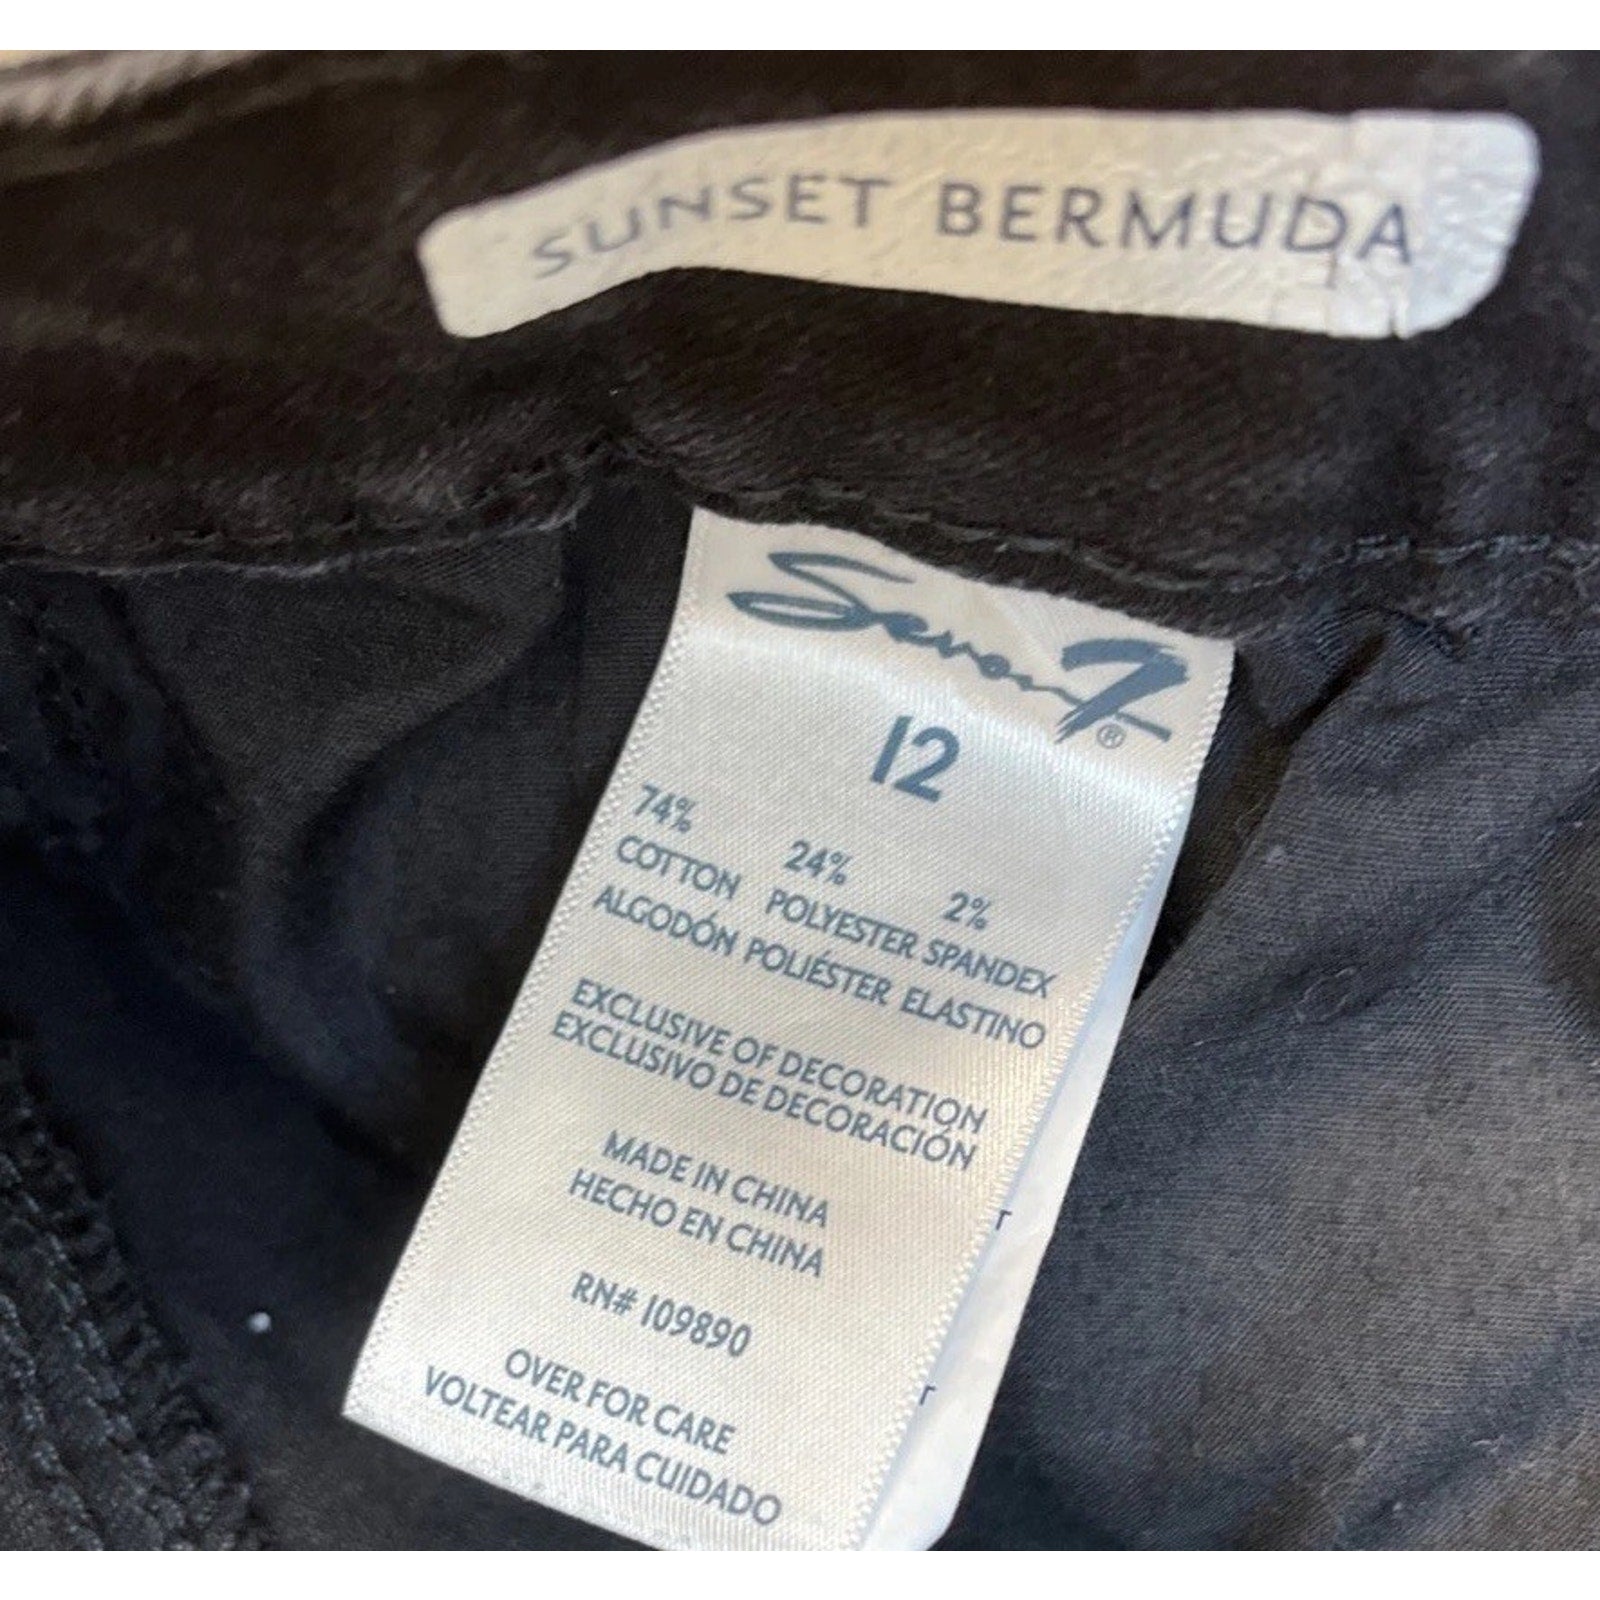 SUNSET BERMUDA
Seven7®
12
74% 24% 2%
COTTON POLYESTER SPANDEX
ALGODÓN POLIÉSTER ELASTINO
EXCLUSIVE OF DECORATION
EXCLUSIVO DE DECORACIÓN
MADE IN CHINA
HECHO EN CHINA
RN# 109890
OVER FOR CARE
VOLTEAR PARA CUIDADO